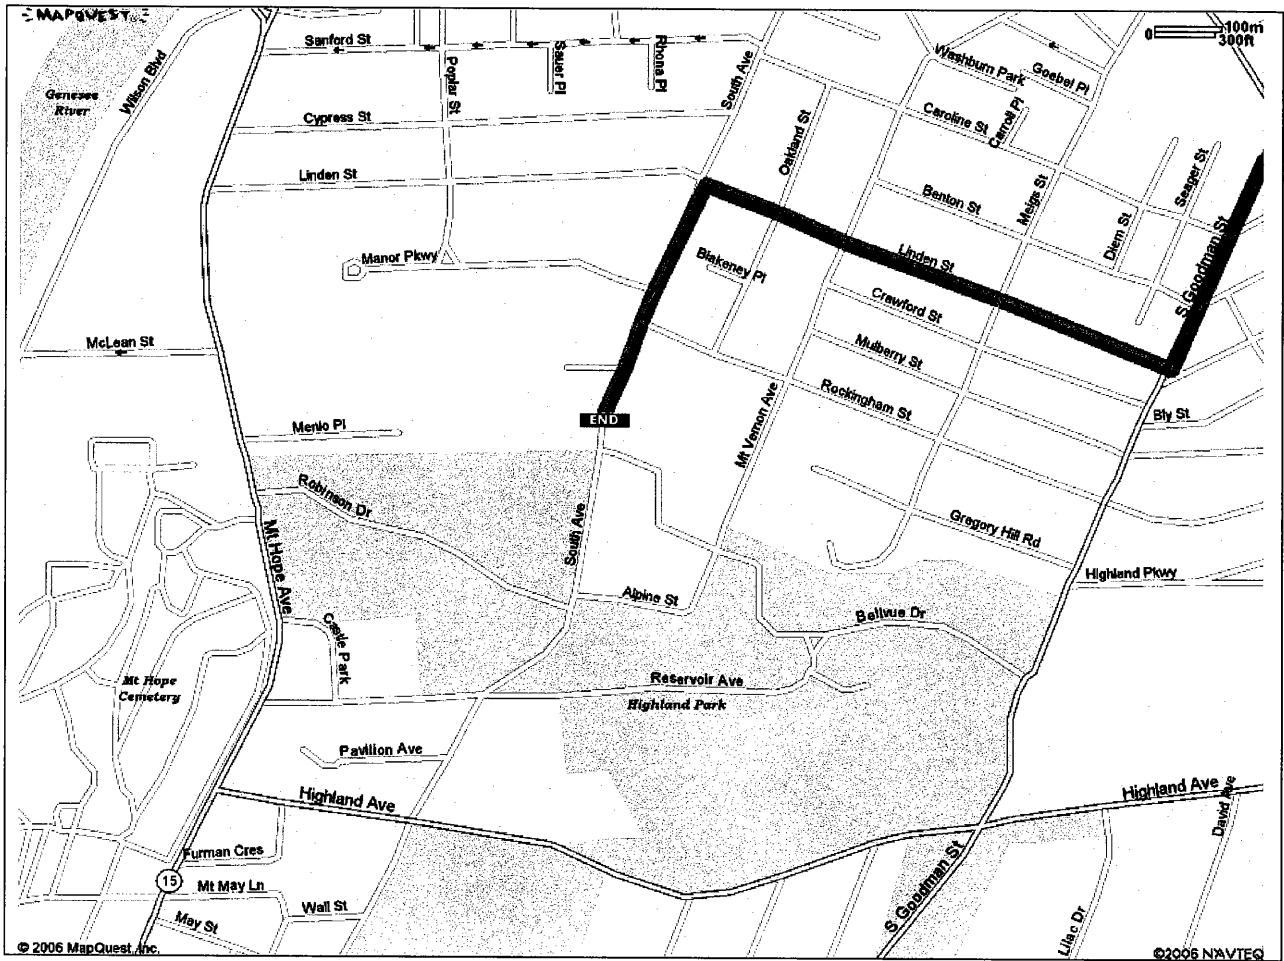 MAPQUEST
0 100m
300ft
Sanford St
Sauer Pl
Rhona Pl
Wilson Blvd
Genesee
River
Poplar St
South Ave
Washburn Park
Goebel Pl
Carroll Pl
Caroline St
Cypress St
Oakland St
Linden St
Benton St
Meigs St
Seager St
Diem St
S Goodman St
Manor Pkwy
Blakeney Pl
Linden St
Crawford St
McLean St
Mulberry St
Rockingham St
Mt Vernon Ave
Bly St
END
Menlo Pl
Robinson Dr
South Ave
Gregory Hill Rd
Mt Hope Ave
Highland Pkwy
Alpine St
Bellvue Dr
Castle Park
Mt Hope
Cemetery
Reservoir Ave
Highland Park
Pavilion Ave
Highland Ave
Highland Ave
David Ave
Furman Cres
15
Mt May Ln
Wall St
May St
S Goodman St
Lilac Dr
© 2006 MapQuest, Inc.
©2006 NAVTEQ